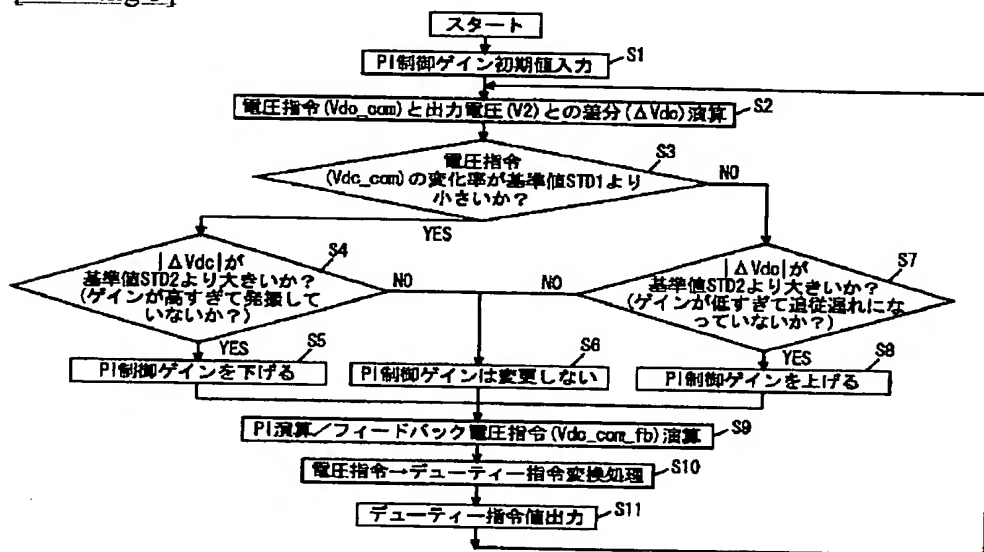 スタート
PI制御ゲイン初期値入力
S1
電圧指令(Vdc_com)と出力電圧(V2)との差分(ΔVdc)演算
S2
電圧指令
(Vdc_com)の変化率が基準値STD1より
小さいか?
S3
NO
YES
|ΔVdc|が
基準値STD2より大きいか?
(ゲインが高すぎて発振して
いないか?)
S4
NO
YES
|ΔVdc|が
基準値STD2より大きいか?
(ゲインが低すぎて追従遅れにな
っていないか?)
S7
NO
YES
PI制御ゲインを下げる
S5
PI制御ゲインは変更しない
S6
PI制御ゲインを上げる
S8
PI演算/フィードバック電圧指令(Vdc_com_fb)演算
S9
電圧指令→デューティー指令変換処理
S10
デューティー指令値出力
S11